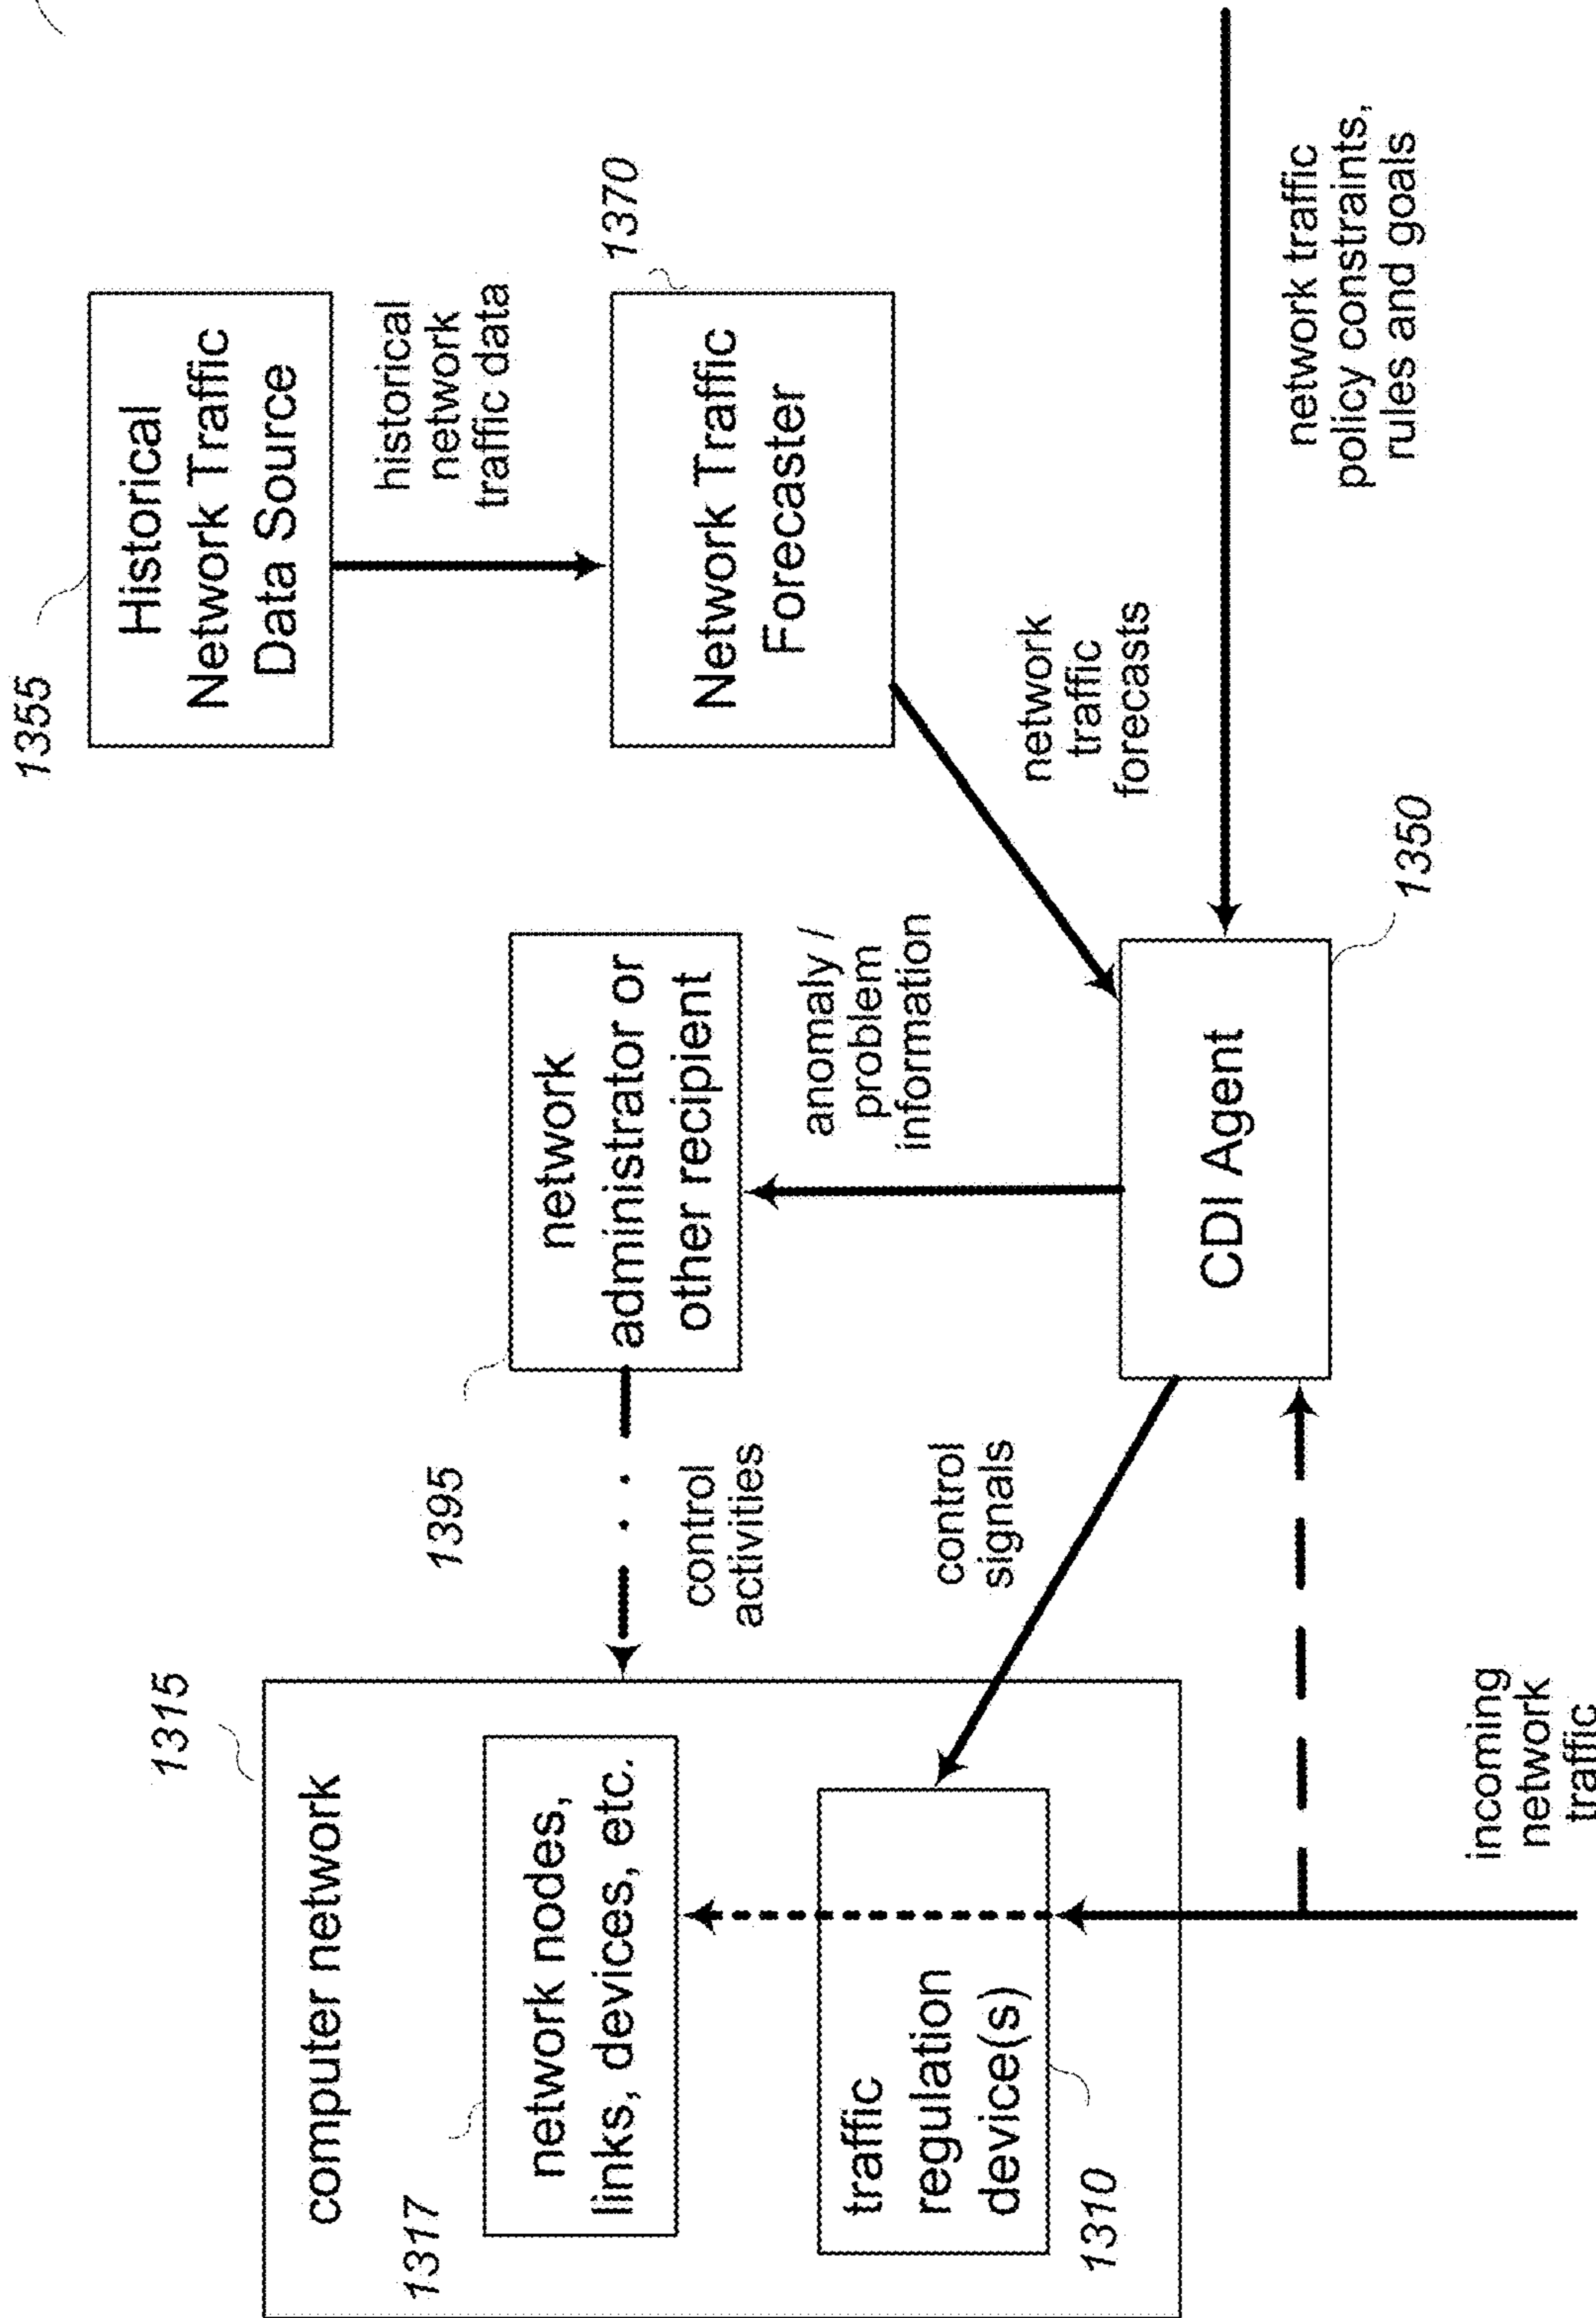 1315
computer network
1317
network nodes,
links, devices, etc.
traffic
regulation
device(s)
1310
incoming
network
traffic
control
activities
control
signals
1395
network
administrator or
other recipient
anomaly /
problem
information
CDI Agent
1350
1355
Historical
Network Traffic
Data Source
historical
network
traffic data
1370
Network Traffic
Forecaster
network
traffic
forecasts
network traffic
policy constraints,
rules and goals